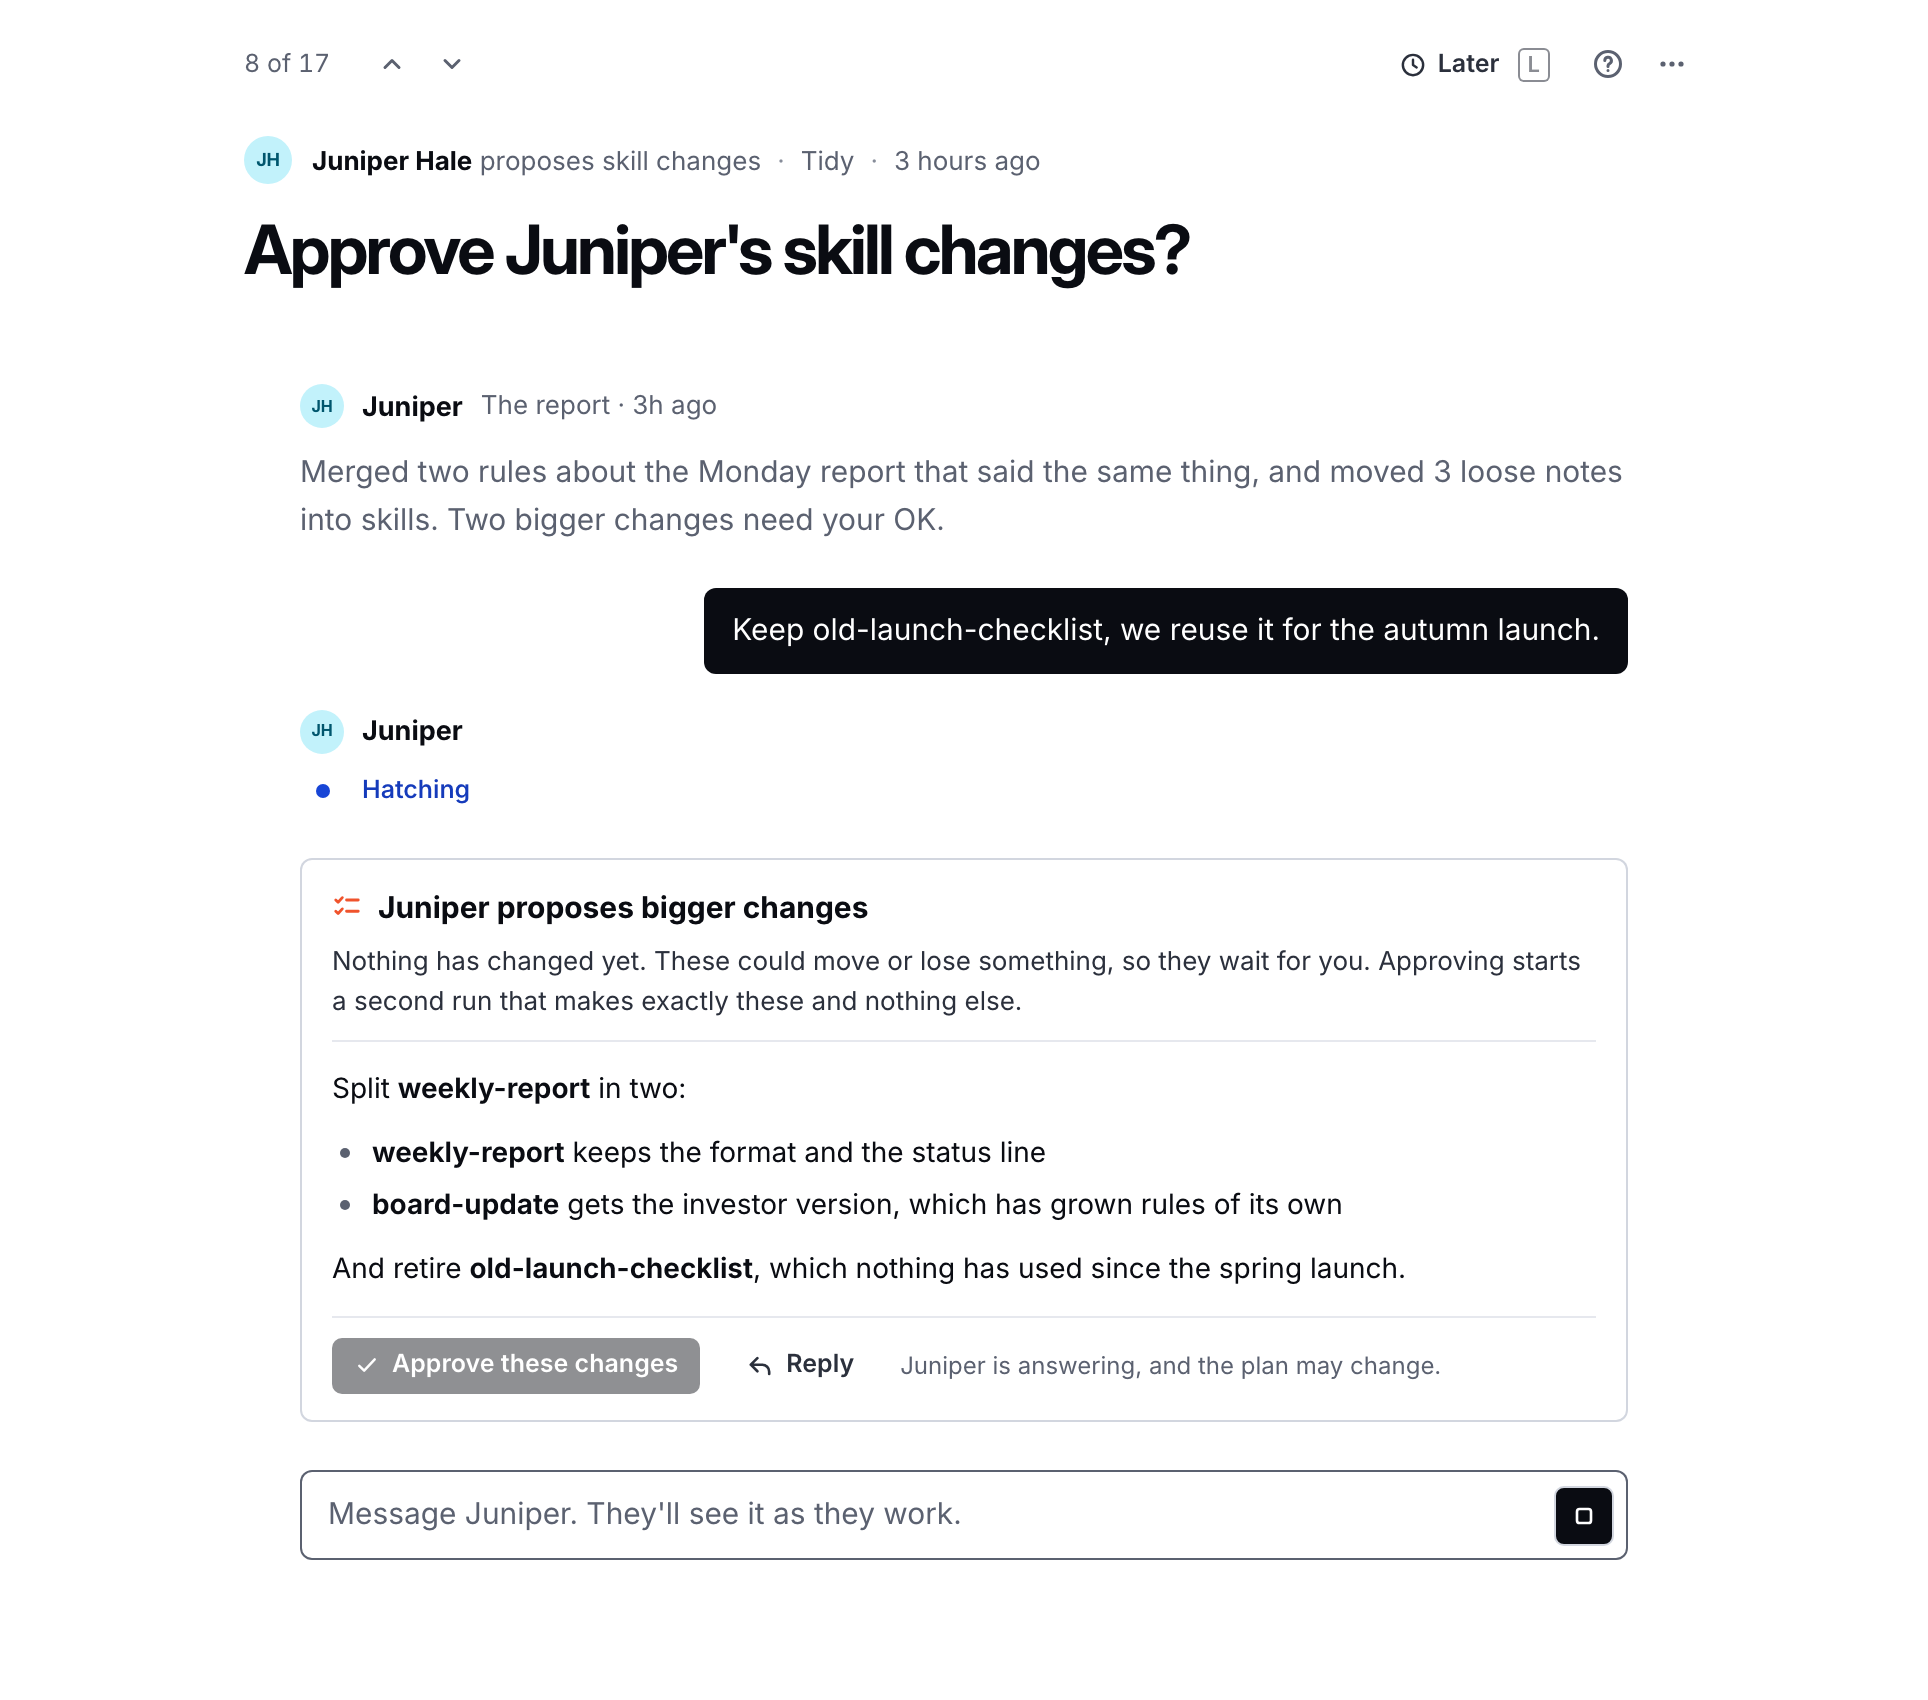 8 of 17
Later L
JH Juniper Hale proposes skill changes · Tidy · 3 hours ago
Approve Juniper's skill changes?
JH Juniper The report · 3h ago
Merged two rules about the Monday report that said the same thing, and moved 3 loose notes
into skills. Two bigger changes need your OK.
Keep old-launch-checklist, we reuse it for the autumn launch.
JH Juniper
Hatching
Juniper proposes bigger changes
Nothing has changed yet. These could move or lose something, so they wait for you. Approving starts
a second run that makes exactly these and nothing else.
Split weekly-report in two:
• weekly-report keeps the format and the status line
• board-update gets the investor version, which has grown rules of its own
And retire old-launch-checklist, which nothing has used since the spring launch.
Approve these changes Reply Juniper is answering, and the plan may change.
Message Juniper. They'll see it as they work.